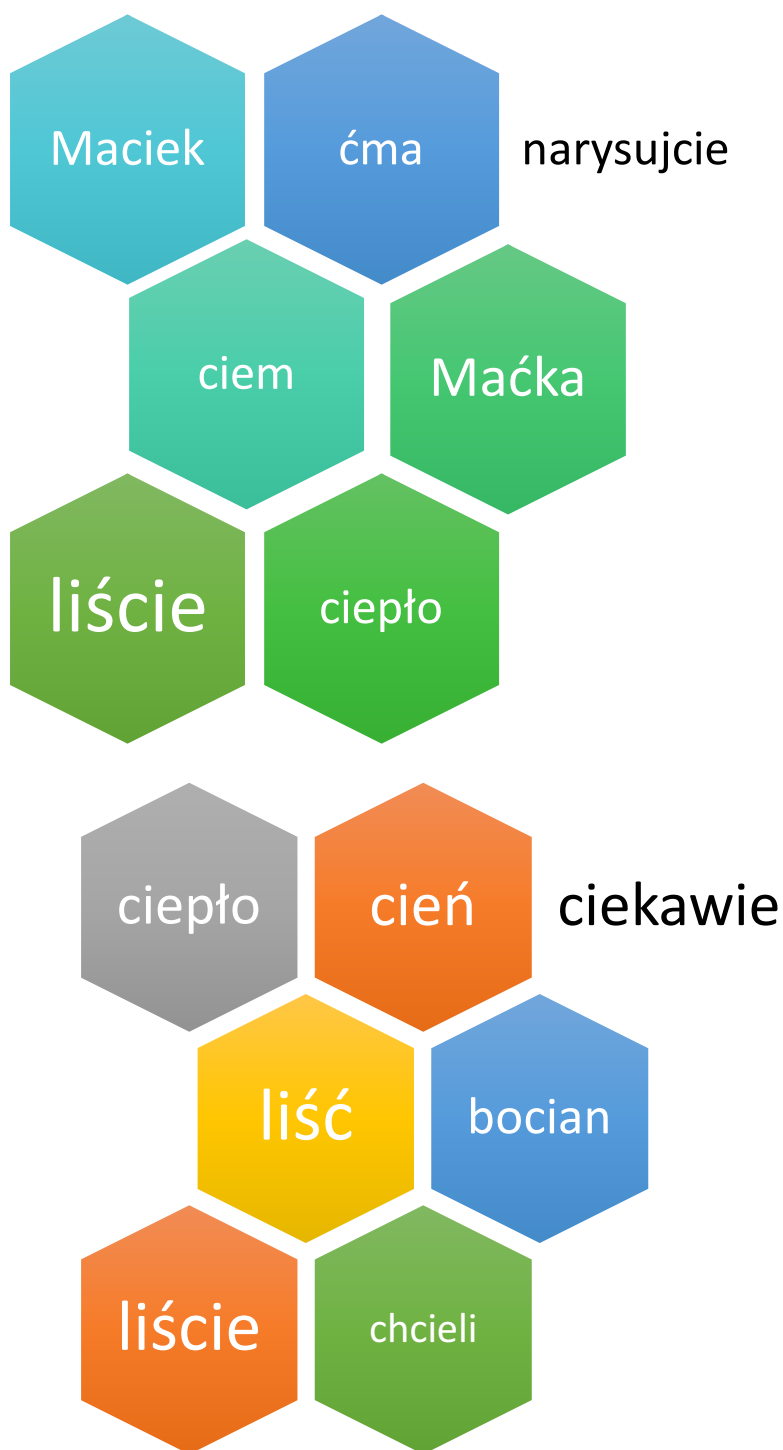 Maciek ćma narysujcie
ciem Maćka
liście ciepło
ciepło cień ciekawie
liść bocian
liście chcieli